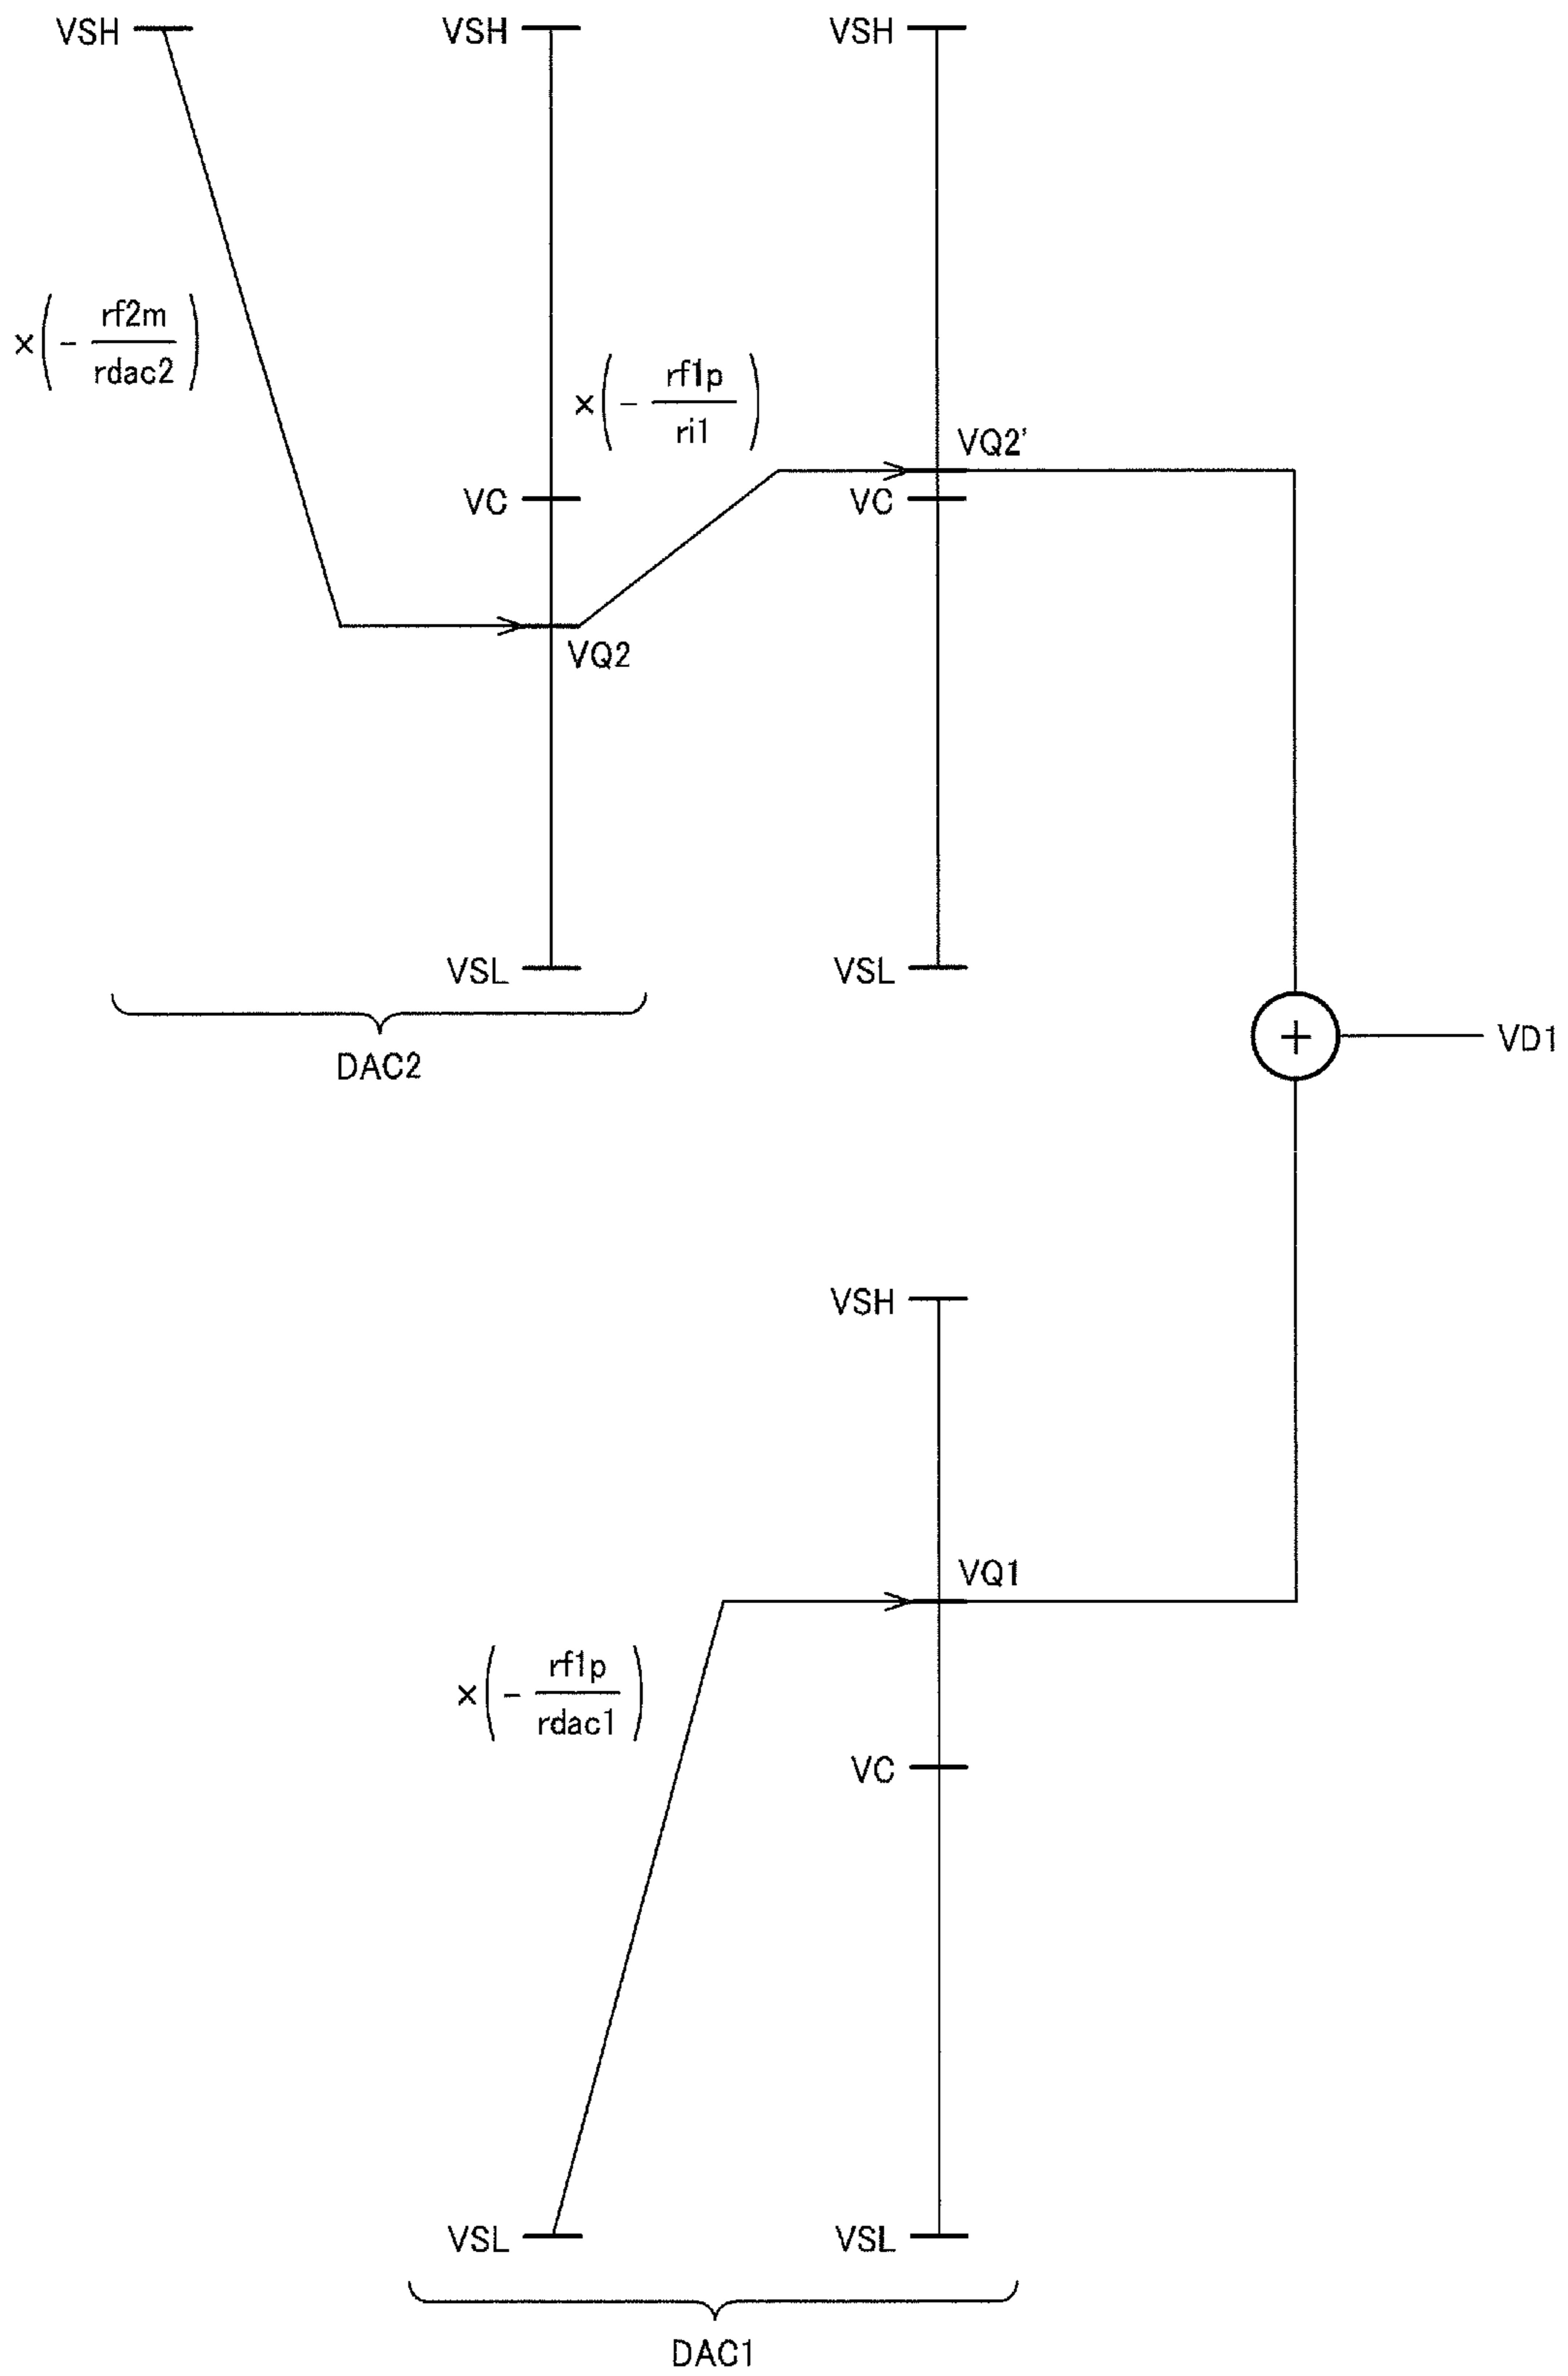 VSH VSH VSH
×(- rf2m / rdac2)
×(- rf1p / ri1)
VQ2'
VC VC
VQ2
VSL VSL
DAC2
+ VD1
VSH
VQ1
×(- rf1p / rdac1)
VC
VSL VSL
DAC1